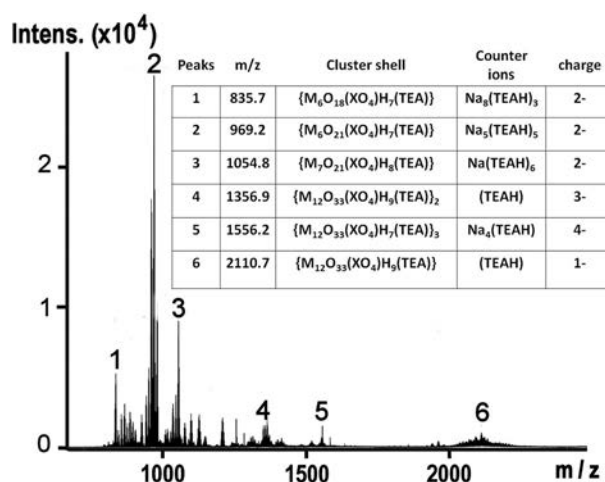 Intens. (x10⁴)
Peaks m/z Cluster shell Counter ions charge
1 835.7 {M₆O₁₈(XO₄)H₇(TEA)} Na₈(TEAH)₃ 2-
2 969.2 {M₆O₂₁(XO₄)H₇(TEA)} Na₅(TEAH)₅ 2-
3 1054.8 {M₇O₂₁(XO₄)H₈(TEA)} Na(TEAH)₆ 2-
4 1356.9 {M₁₂O₃₃(XO₄)H₉(TEA)}₂ (TEAH) 3-
5 1556.2 {M₁₂O₃₃(XO₄)H₇(TEA)}₃ Na₄(TEAH) 4-
6 2110.7 {M₁₂O₃₃(XO₄)H₉(TEA)} (TEAH) 1-
2
2
1
3
1
4
5
6
0
1000 1500 2000 m/z